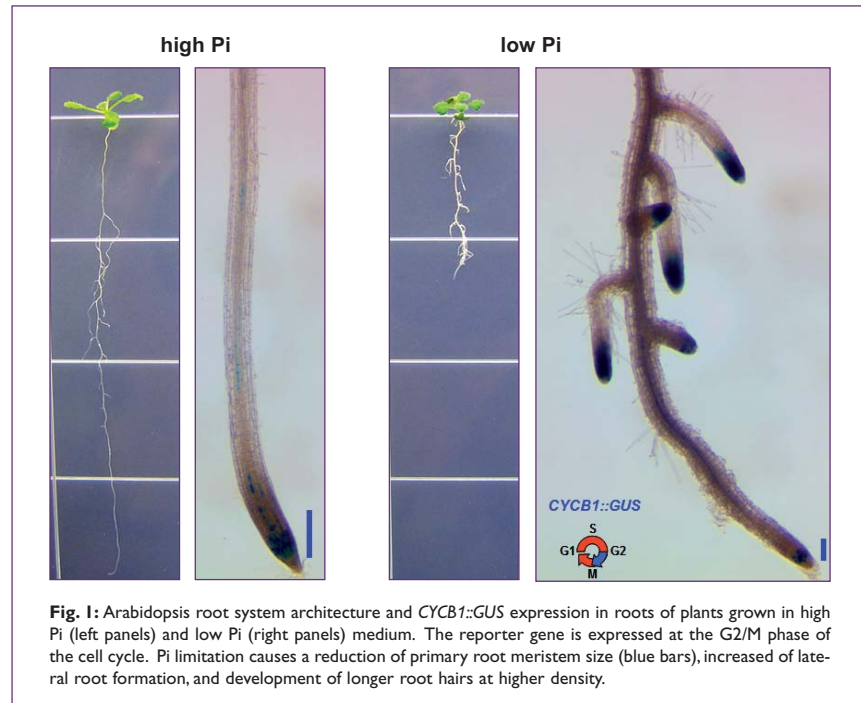 high Pi
low Pi
CYCB1::GUS
S
G1
G2
M
Fig. 1: Arabidopsis root system architecture and CYCB1::GUS expression in roots of plants grown in high
Pi (left panels) and low Pi (right panels) medium. The reporter gene is expressed at the G2/M phase of
the cell cycle. Pi limitation causes a reduction of primary root meristem size (blue bars), increased of late-
ral root formation, and development of longer root hairs at higher density.